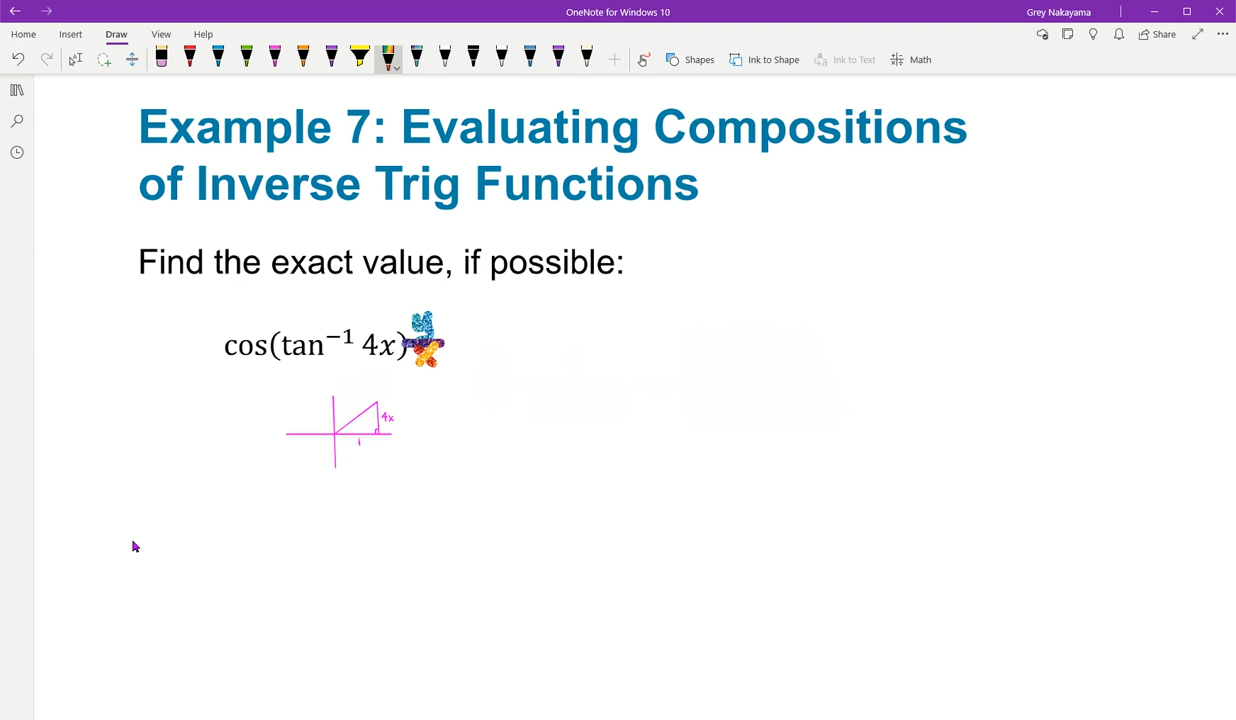 OneNote for Windows 10
Grey Nakayama
Home Insert Draw View Help
Share
Shapes Ink to Shape Ink to Text Math
Example 7: Evaluating Compositions
of Inverse Trig Functions
Find the exact value, if possible:
cos(tan⁻¹ 4x)
4x
1